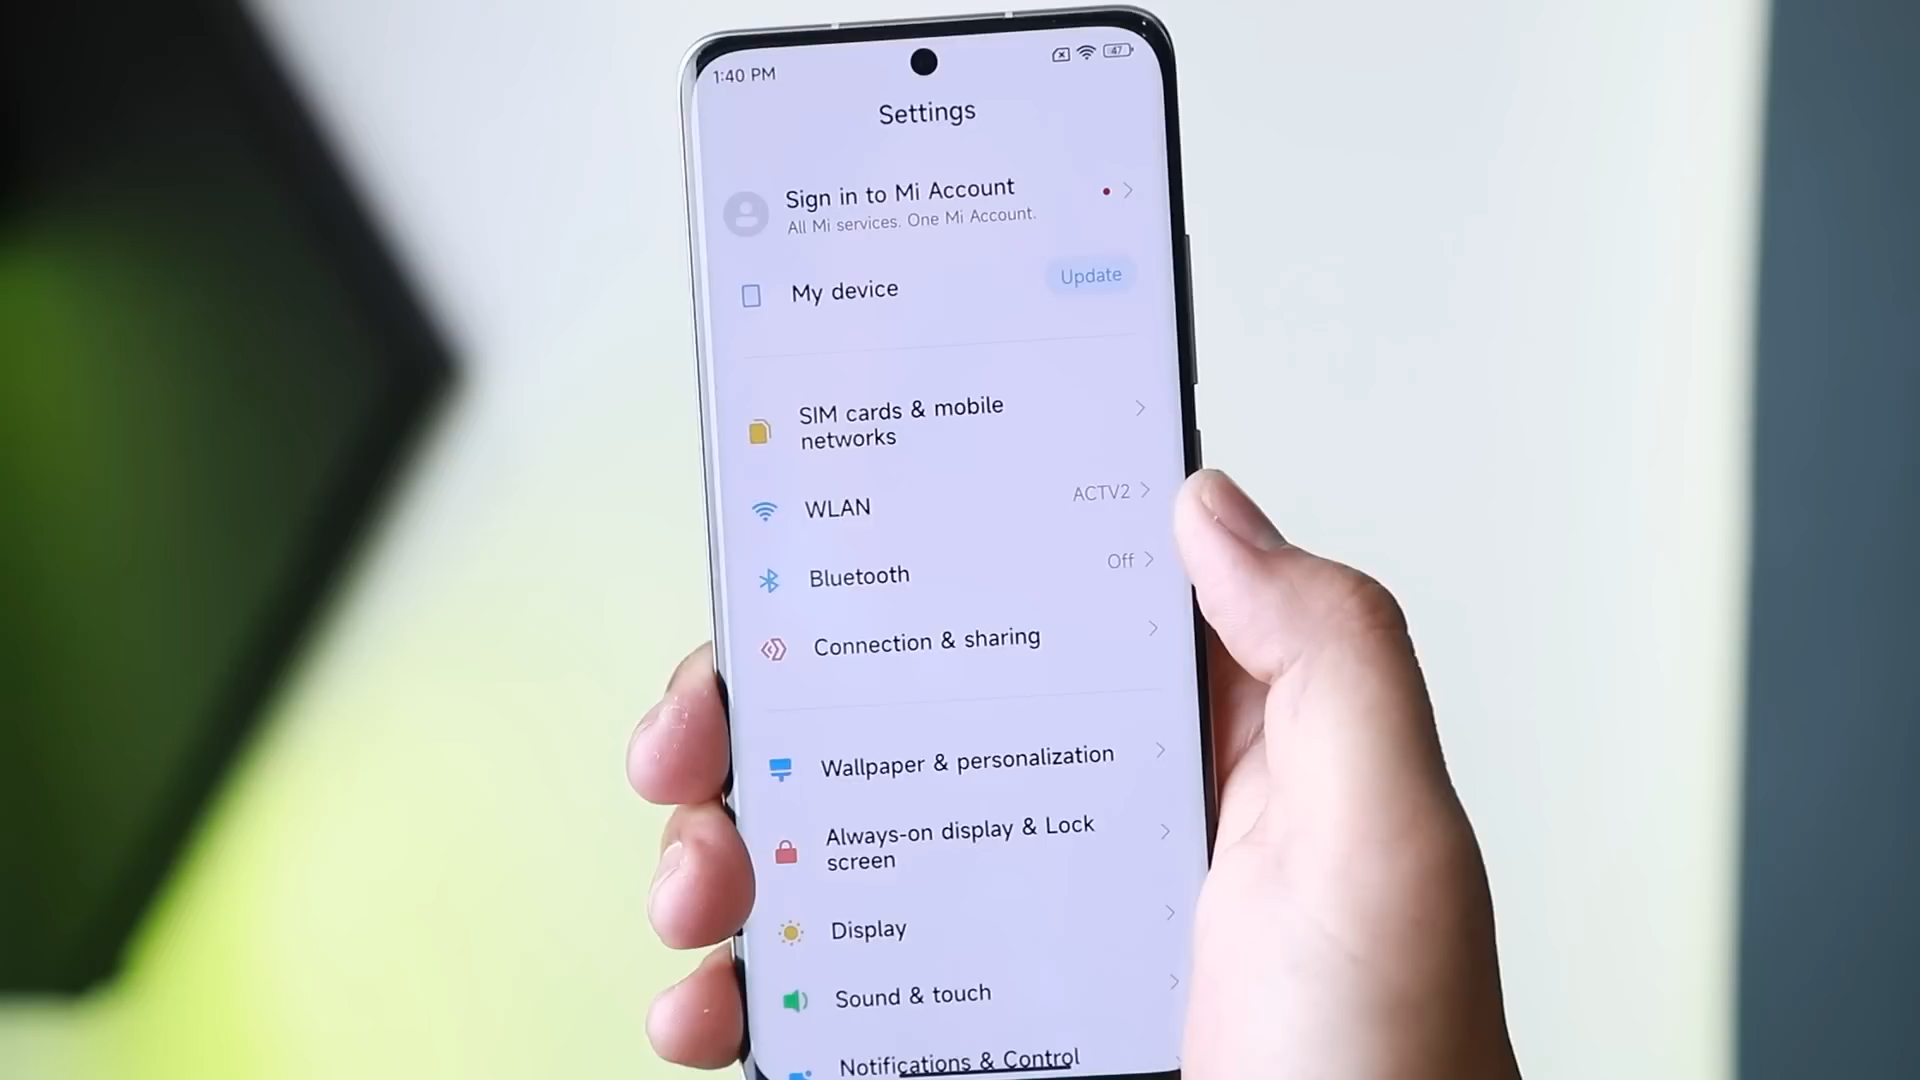 1:40 PM
47
Settings
Sign in to Mi Account
All Mi services. One Mi Account.
My device
Update
SIM cards & mobile
networks
WLAN
ACTV2
Bluetooth
Off
Connection & sharing
Wallpaper & personalization
Always-on display & Lock
screen
Display
Sound & touch
Notifications & Control